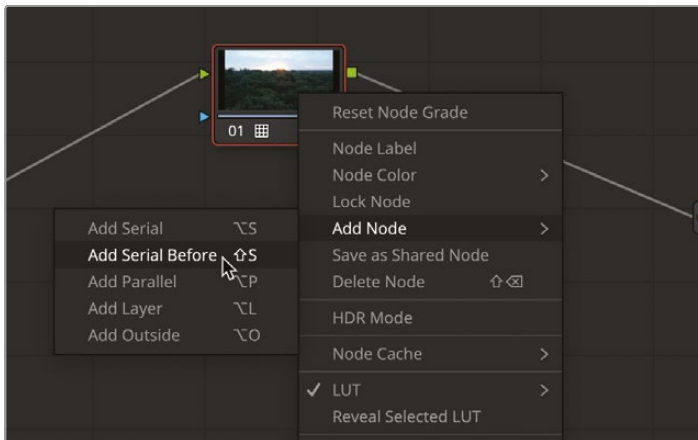 01
Reset Node Grade
Node Label
Node Color >
Lock Node
Add Node >
Save as Shared Node
Delete Node ⇧⌫
HDR Mode
Node Cache >
✓ LUT >
Reveal Selected LUT
Add Serial ⌥S
Add Serial Before ⇧S
Add Parallel ⌥P
Add Layer ⌥L
Add Outside ⌥O